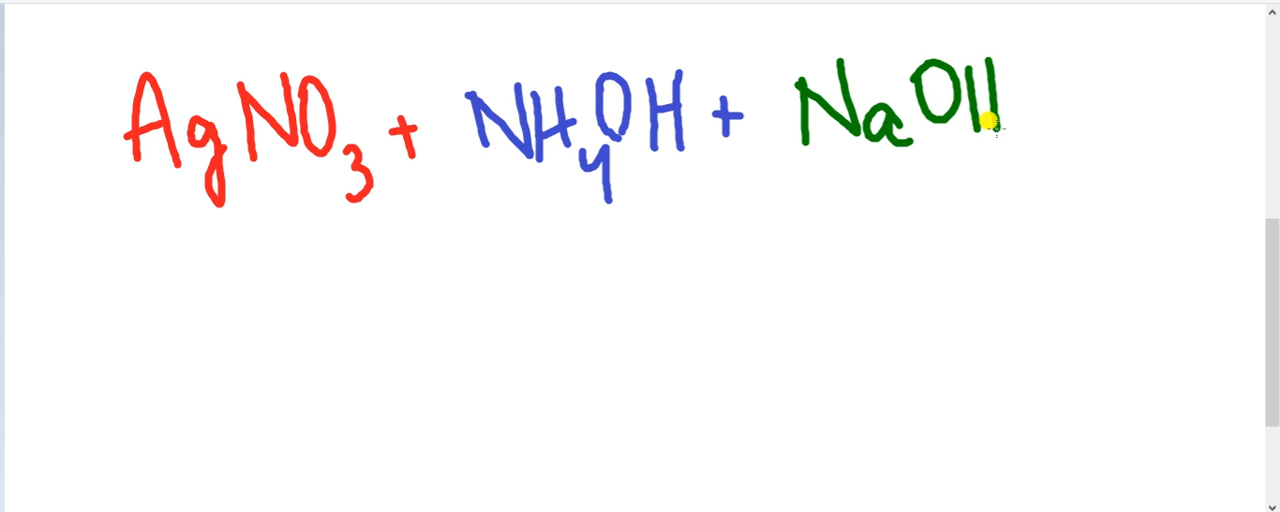 AgNO₃ + NH₄OH + NaOH